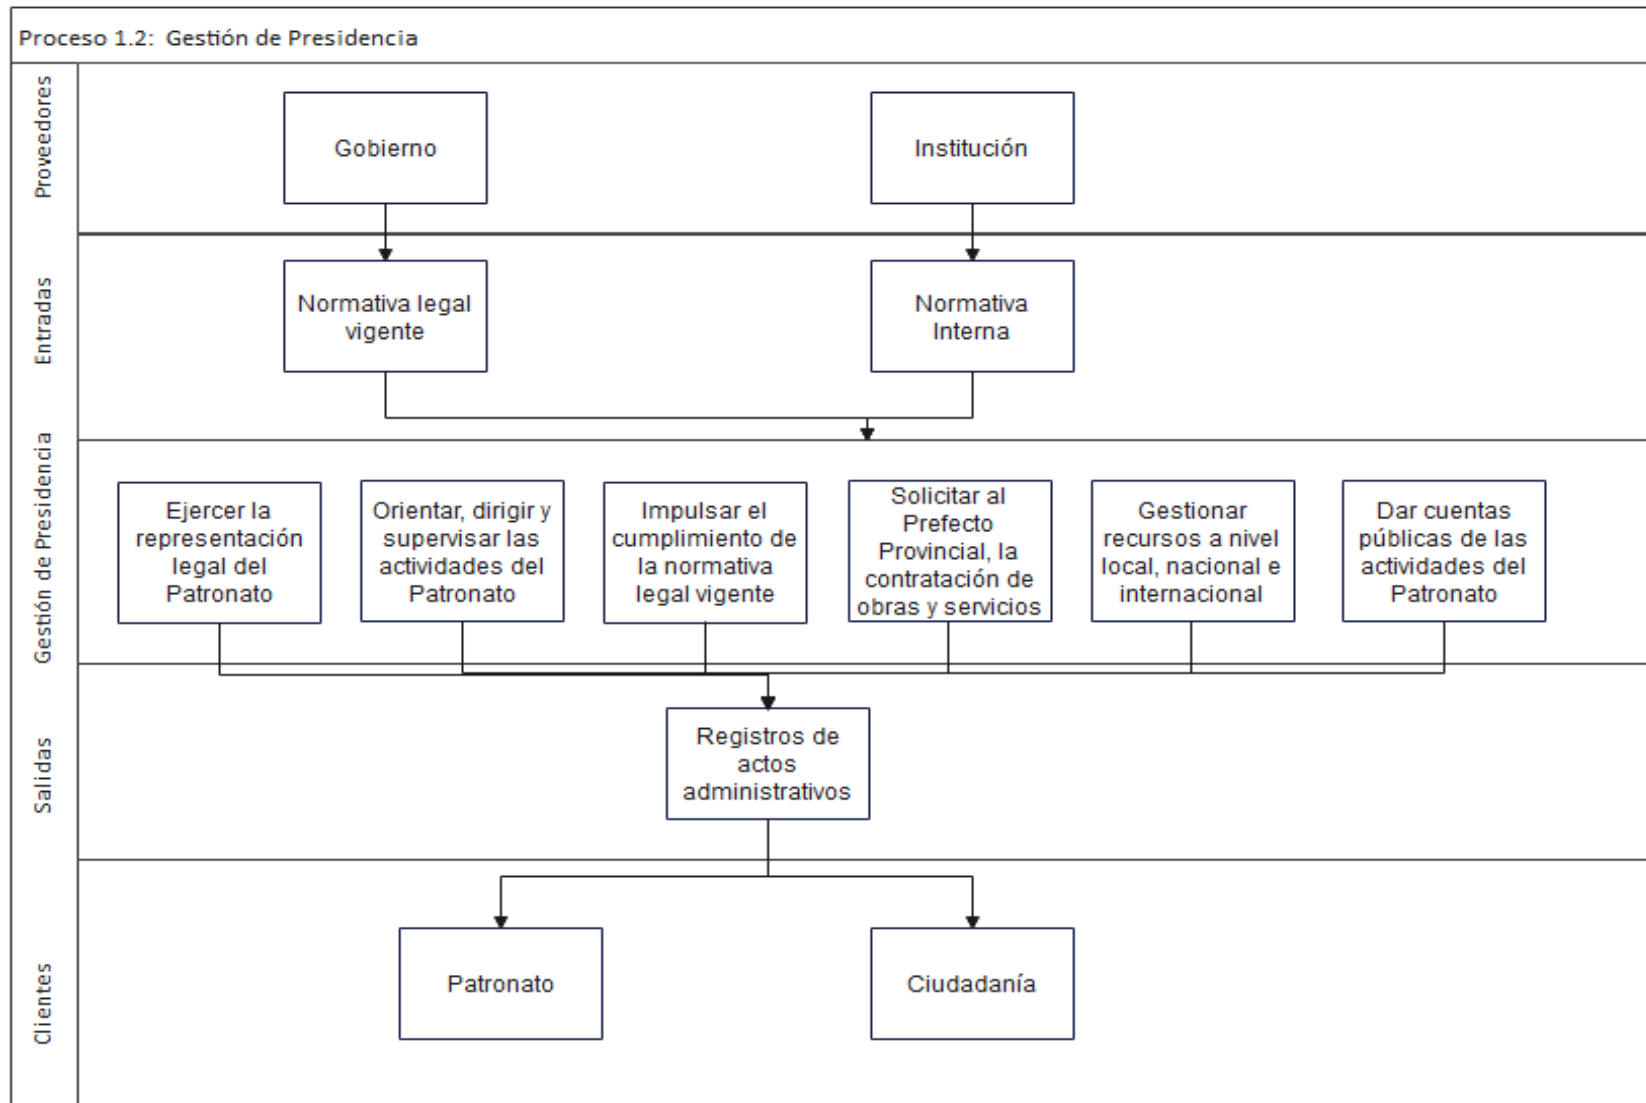 Proceso 1.2:  Gestión de Presidencia
Proveedores
Gobierno
Institución
Entradas
Normativa legal
vigente
Normativa
Interna
Gestión de Presidencia
Ejercer la
representación
legal del
Patronato
Orientar, dirigir y
supervisar las
actividades del
Patronato
Impulsar el
cumplimiento de
la normativa
legal vigente
Solicitar al
Prefecto
Provincial, la
contratación de
obras y servicios
Gestionar
recursos a nivel
local, nacional e
internacional
Dar cuentas
públicas de las
actividades del
Patronato
Salidas
Registros de
actos
administrativos
Clientes
Patronato
Ciudadanía